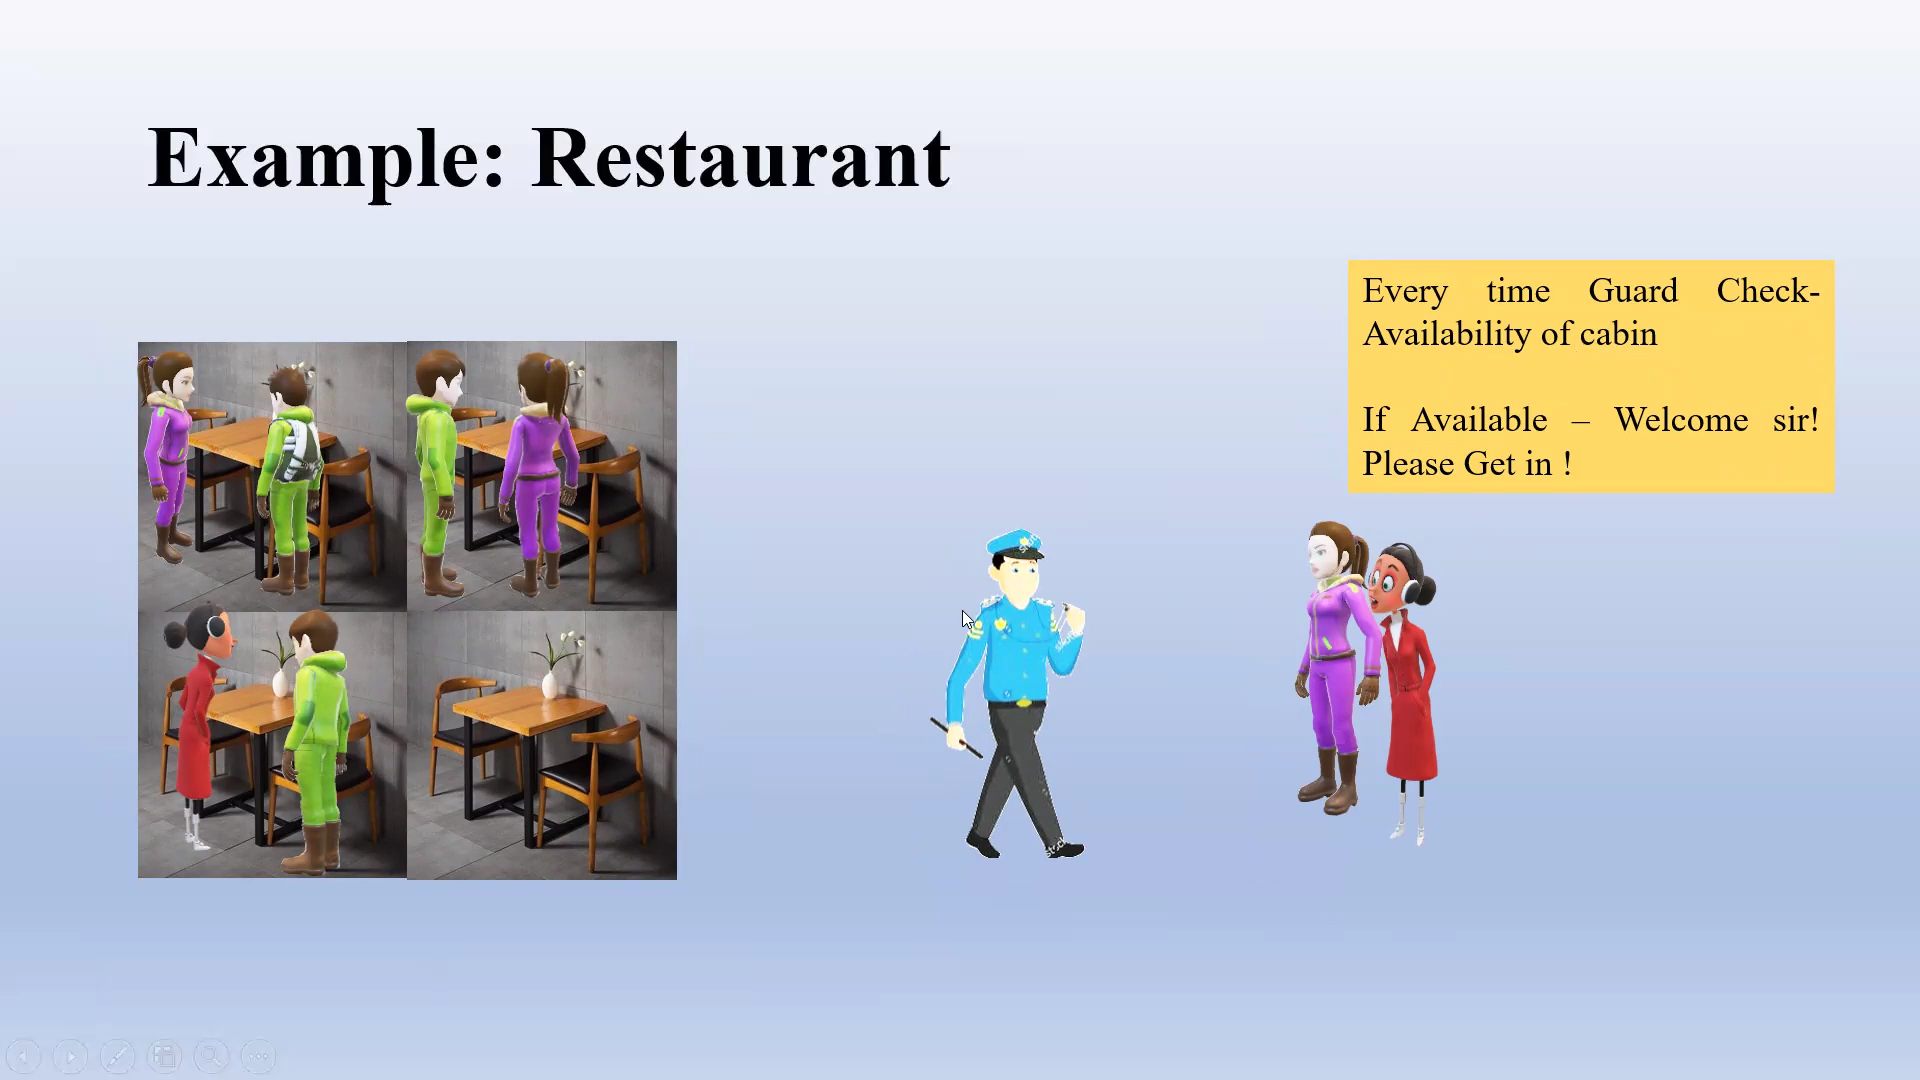 Example: Restaurant
Every time Guard Check-
Availability of cabin
If Available – Welcome sir!
Please Get in !